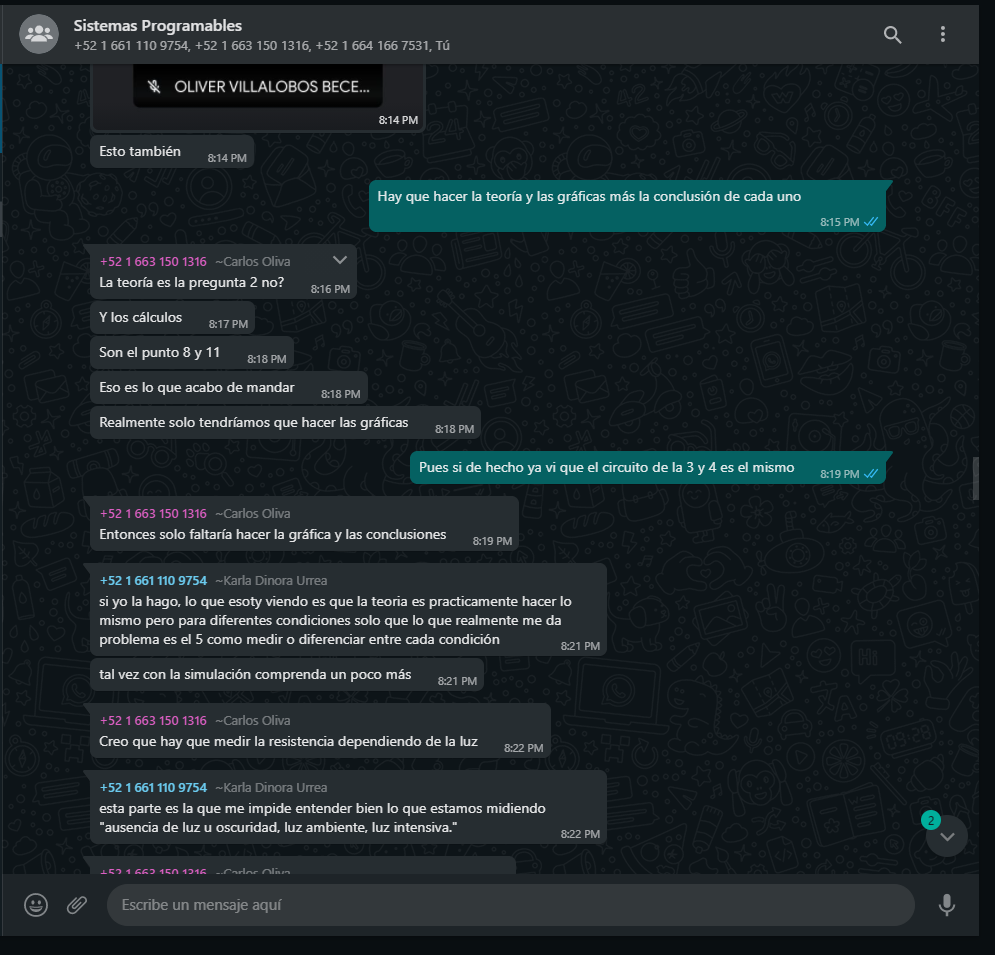 Sistemas Programables
+52 1 661 110 9754, +52 1 663 150 1316, +52 1 664 166 7531, Tú
OLIVER VILLALOBOS BECE...
8:14 PM
Esto también
8:14 PM
Hay que hacer la teoría y las gráficas más la conclusión de cada uno
8:15 PM
+52 1 663 150 1316 ~Carlos Oliva
La teoría es la pregunta 2 no?
8:16 PM
Y los cálculos
8:17 PM
Son el punto 8 y 11
8:18 PM
Eso es lo que acabo de mandar
8:18 PM
Realmente solo tendríamos que hacer las gráficas
8:18 PM
Pues si de hecho ya vi que el circuito de la 3 y 4 es el mismo
8:19 PM
+52 1 663 150 1316 ~Carlos Oliva
Entonces solo faltaría hacer la gráfica y las conclusiones
8:19 PM
+52 1 661 110 9754 ~Karla Dinora Urrea
si yo la hago, lo que esoty viendo es que la teoria es practicamente hacer lo
mismo pero para diferentes condiciones solo que lo que realmente me da
problema es el 5 como medir o diferenciar entre cada condición
8:21 PM
tal vez con la simulación comprenda un poco más
8:21 PM
+52 1 663 150 1316 ~Carlos Oliva
Creo que hay que medir la resistencia dependiendo de la luz
8:22 PM
+52 1 661 110 9754 ~Karla Dinora Urrea
esta parte es la que me impide entender bien lo que estamos midiendo
"ausencia de luz u oscuridad, luz ambiente, luz intensiva."
8:22 PM
2
+52 1 663 150 1316 ~Carlos Oliva
Escribe un mensaje aquí